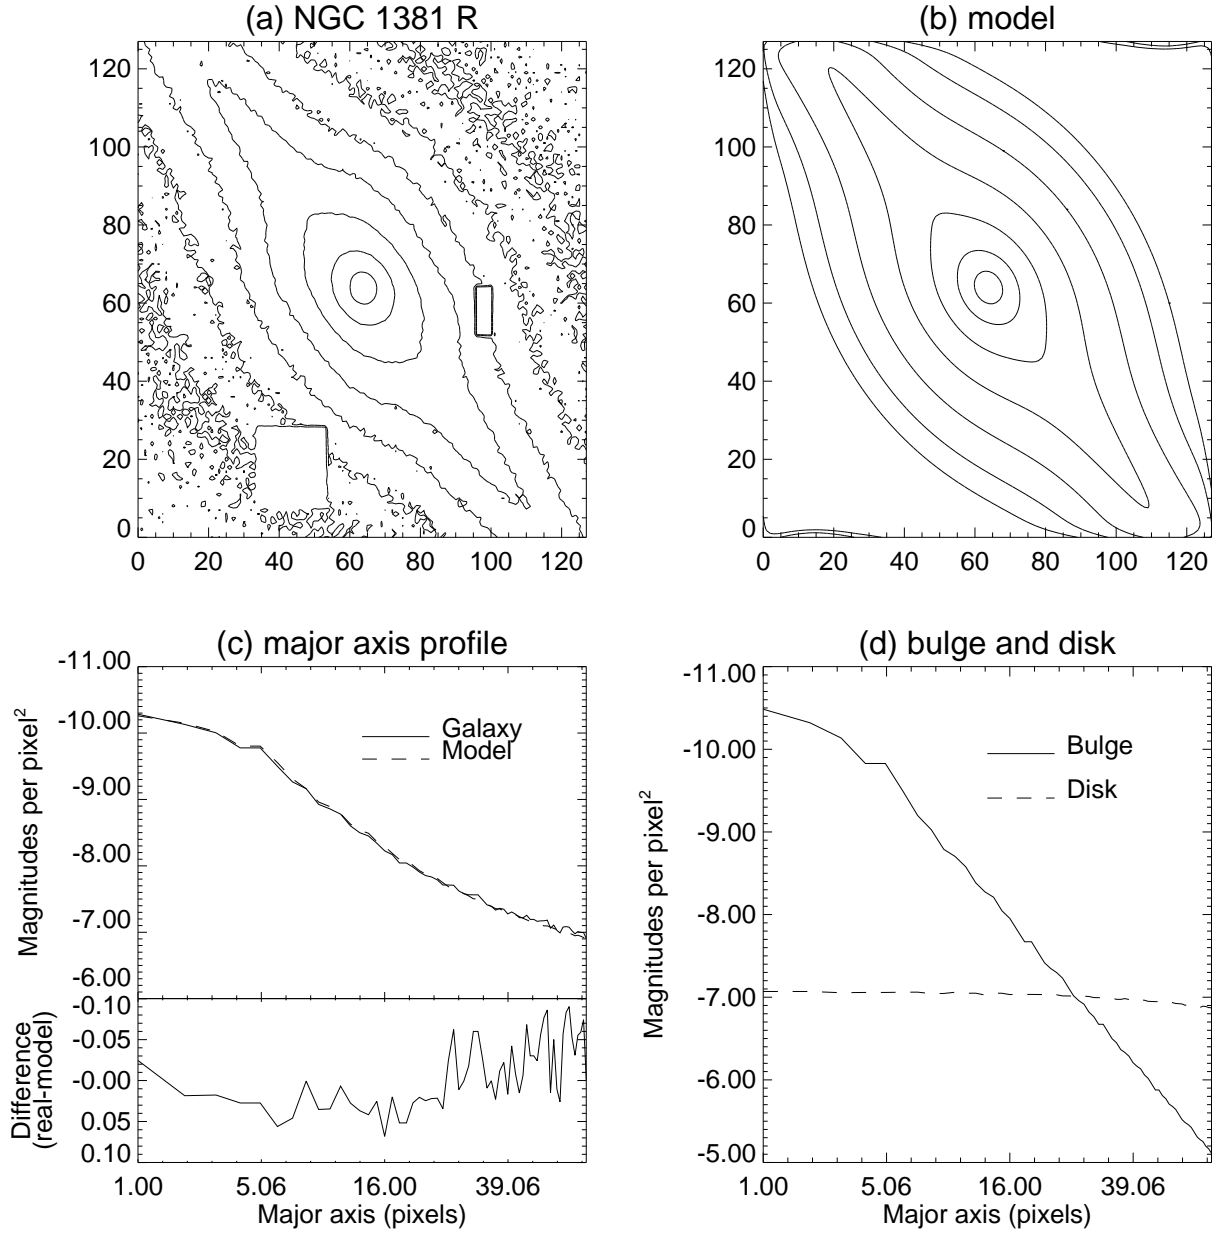 (a) NGC 1381 R
(b) model
120
100
80
60
40
20
0
0 20 40 60 80 100 120
120
100
80
60
40
20
0
0 20 40 60 80 100 120
(c) major axis profile
(d) bulge and disk
Magnitudes per pixel2
-11.00
-10.00
-9.00
-8.00
-7.00
-6.00
Galaxy
Model
Difference
(real-model)
-0.10
-0.05
-0.00
0.05
0.10
1.00 5.06 16.00 39.06
Major axis (pixels)
Magnitudes per pixel2
-11.00
-10.00
-9.00
-8.00
-7.00
-6.00
-5.00
Bulge
Disk
1.00 5.06 16.00 39.06
Major axis (pixels)